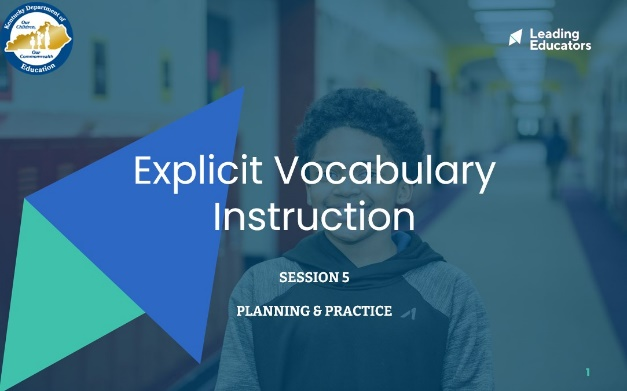 Kentucky Department of
Our
Children,
Our
Commonwealth
Education
Leading
Educators
Explicit Vocabulary
Instruction
SESSION 5
PLANNING & PRACTICE
1